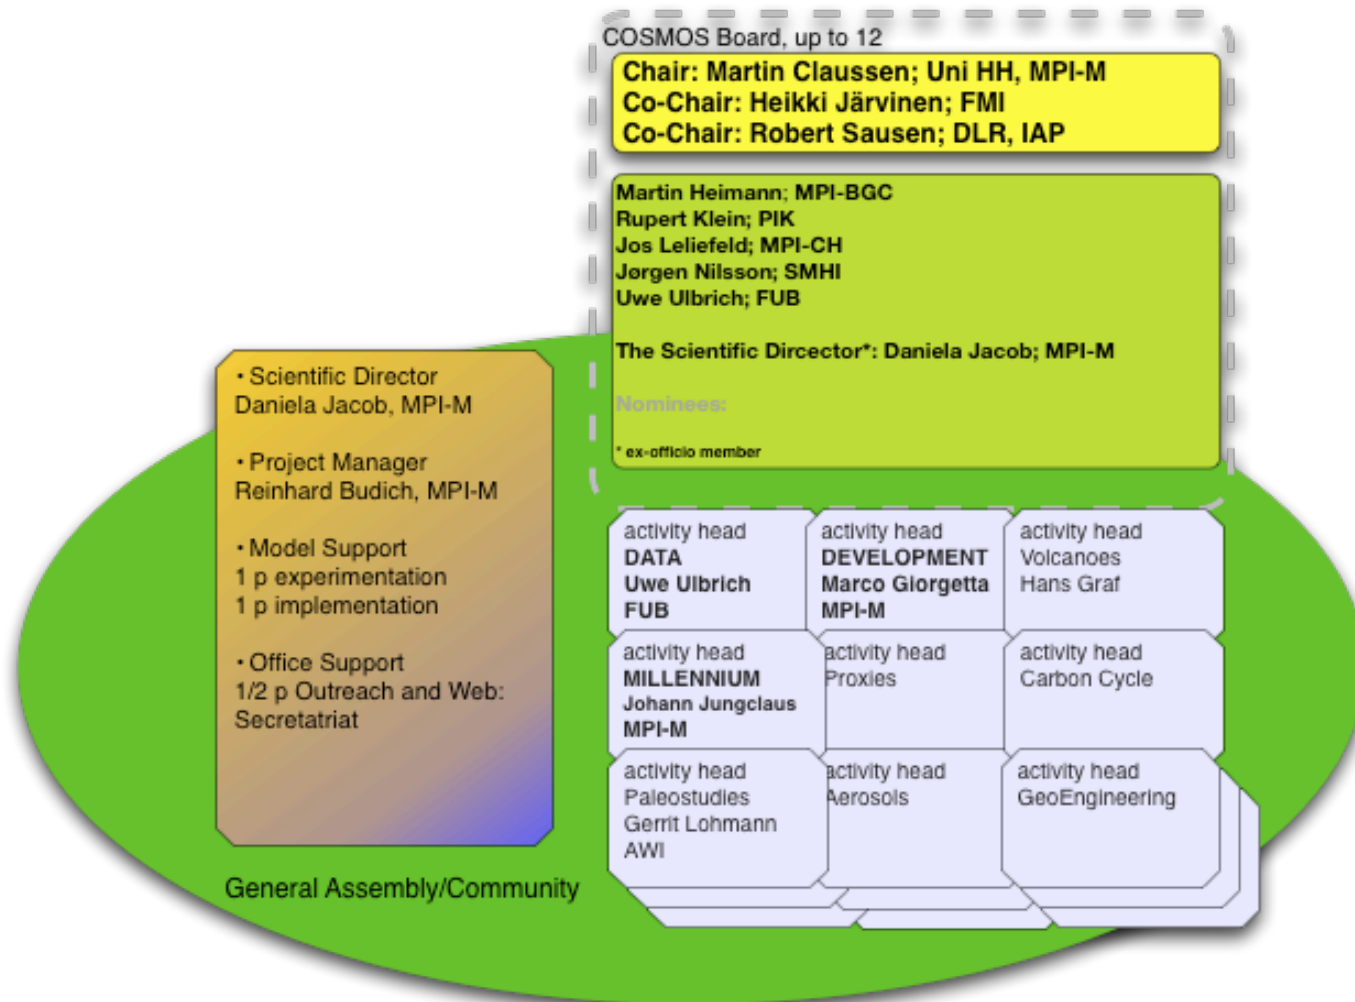 COSMOS Board, up to 12
Chair: Martin Claussen; Uni HH, MPI-M
Co-Chair: Heikki Järvinen; FMI
Co-Chair: Robert Sausen; DLR, IAP
Martin Heimann; MPI-BGC
Rupert Klein; PIK
Jos Leliefeld; MPI-CH
Jørgen Nilsson; SMHI
Uwe Ulbrich; FUB
The Scientific Dircector*: Daniela Jacob; MPI-M
Nominees:
* ex-officio member
• Scientific Director
Daniela Jacob, MPI-M
• Project Manager
Reinhard Budich, MPI-M
• Model Support
1 p experimentation
1 p implementation
• Office Support
1/2 p Outreach and Web:
Secretatriat
activity head
DATA
Uwe Ulbrich
FUB
activity head
DEVELOPMENT
Marco Giorgetta
MPI-M
activity head
Volcanoes
Hans Graf
activity head
MILLENNIUM
Johann Jungclaus
MPI-M
activity head
Proxies
activity head
Carbon Cycle
activity head
Paleostudies
Gerrit Lohmann
AWI
activity head
Aerosols
activity head
GeoEngineering
General Assembly/Community